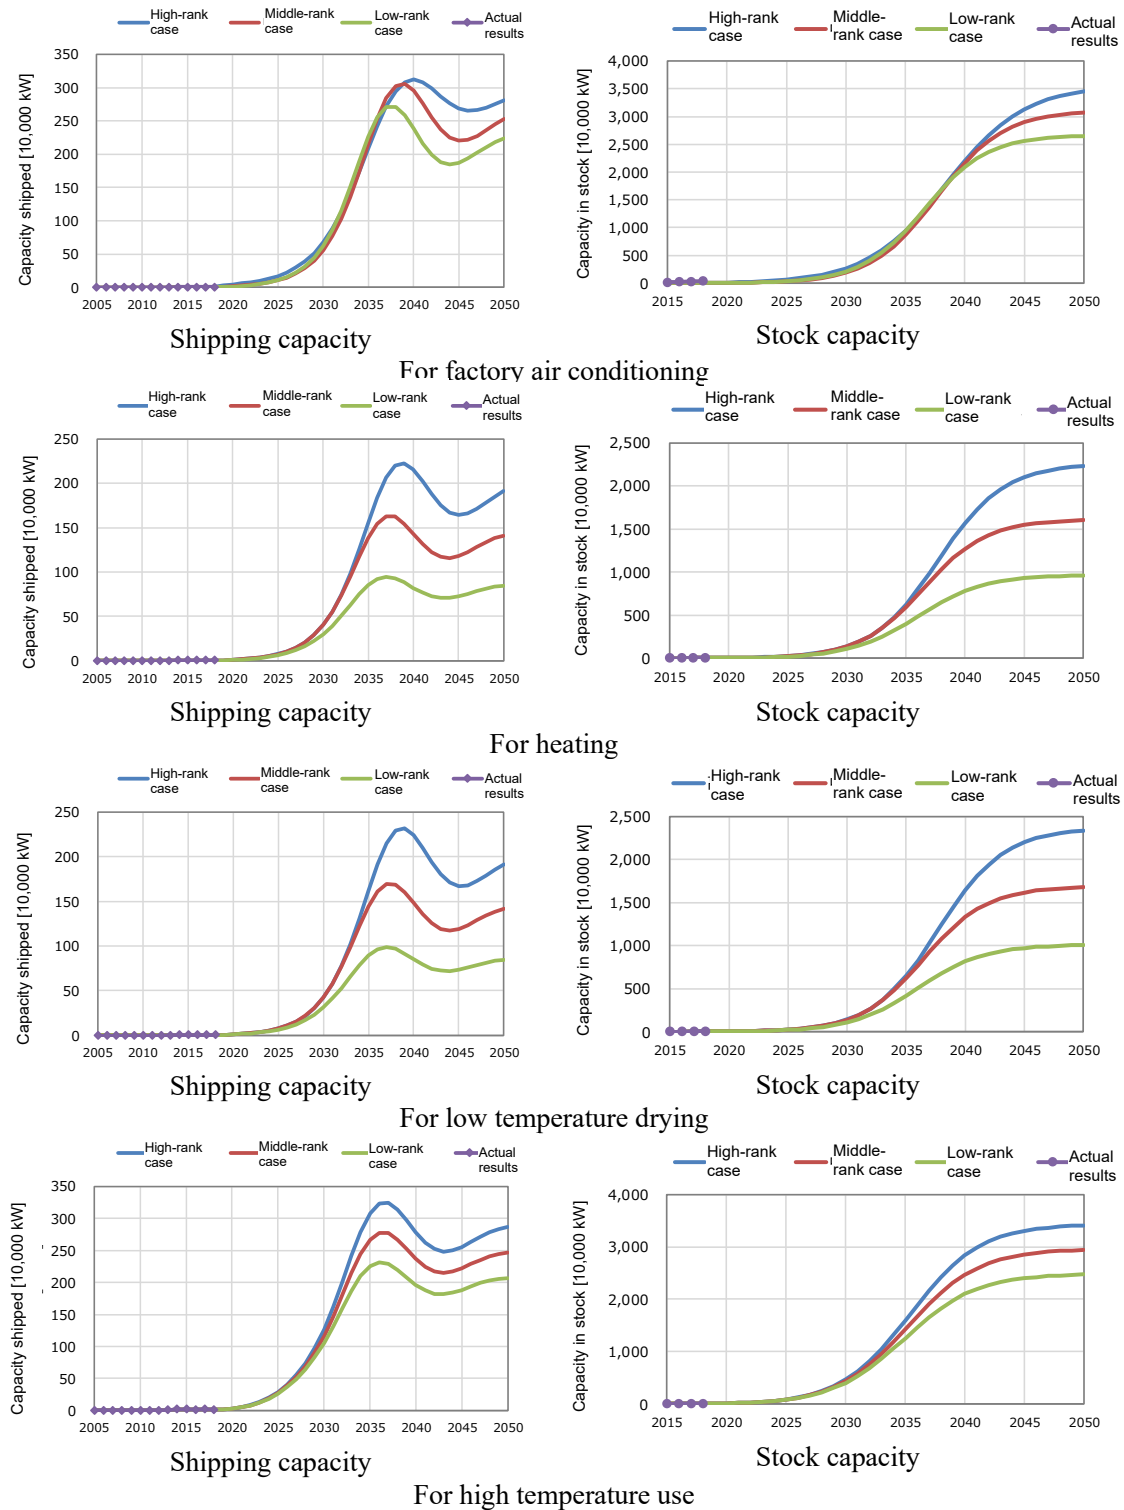 High-rank case
Middle-rank case
Low-rank case
Actual results
Capacity shipped [10,000 kW]
350
300
250
200
150
100
50
0
2005 2010 2015 2020 2025 2030 2035 2040 2045 2050
Shipping capacity
High-rank case
Middle-rank case
Low-rank case
Actual results
Capacity in stock [10,000 kW]
4,000
3,500
3,000
2,500
2,000
1,500
1,000
500
0
2015 2020 2025 2030 2035 2040 2045 2050
Stock capacity
For factory air conditioning
High-rank case
Middle-rank case
Low-rank case
Actual results
Capacity shipped [10,000 kW]
250
200
150
100
50
0
2005 2010 2015 2020 2025 2030 2035 2040 2045 2050
Shipping capacity
High-rank case
Middle-rank case
Low-rank case
Actual results
Capacity in stock [10,000 kW]
2,500
2,000
1,500
1,000
500
0
2015 2020 2025 2030 2035 2040 2045 2050
Stock capacity
For heating
High-rank case
Middle-rank case
Low-rank case
Actual results
Capacity shipped [10,000 kW]
250
200
150
100
50
0
2005 2010 2015 2020 2025 2030 2035 2040 2045 2050
Shipping capacity
High-rank case
Middle-rank case
Low-rank case
Actual results
Capacity in stock [10,000 kW]
2,500
2,000
1,500
1,000
500
0
2015 2020 2025 2030 2035 2040 2045 2050
Stock capacity
For low temperature drying
High-rank case
Middle-rank case
Low-rank case
Actual results
Capacity shipped [10,000 kW]
350
300
250
200
150
100
50
0
2005 2010 2015 2020 2025 2030 2035 2040 2045 2050
Shipping capacity
High-rank case
Middle-rank case
Low-rank case
Actual results
Capacity in stock [10,000 kW]
4,000
3,000
2,000
1,000
0
2015 2020 2025 2030 2035 2040 2045 2050
Stock capacity
For high temperature use